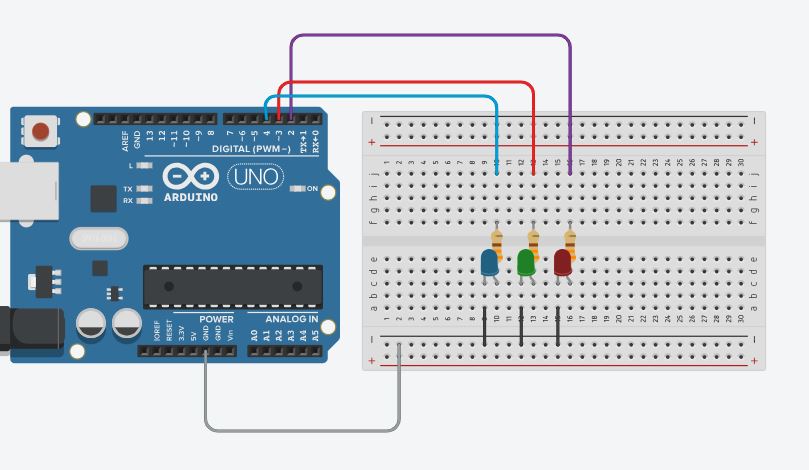 AREF
GND
13
12
~11
~10
~9
8
7
~6
~5
4
~3
2
TX→1
RX←0
DIGITAL (PWM~)
L
TX
RX
ARDUINO
UNO
ON
POWER
ANALOG IN
IOREF
RESET
3.3V
5V
GND
GND
Vin
A0
A1
A2
A3
A4
A5
− −
+ +
1 2 3 4 5 6 7 8 9 10 11 12 13 14 15 16 17 18 19 20 21 22 23 24 25 26 27 28 29 30
j j
i i
h h
g g
f f
e e
d d
c c
b b
a a
1 2 3 4 5 6 7 8 9 10 11 12 13 14 15 16 17 18 19 20 21 22 23 24 25 26 27 28 29 30
− −
+ +